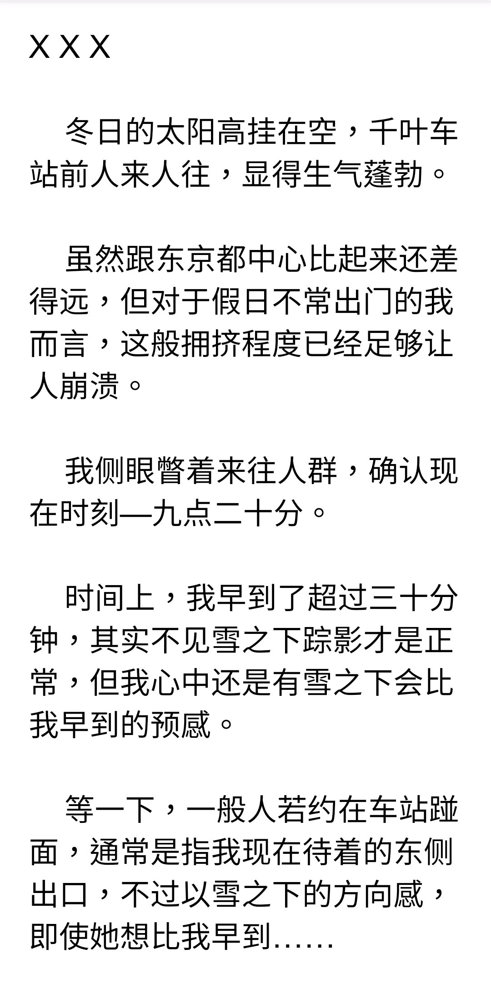 X X X
冬日的太阳高挂在空，千叶车
站前人来人往，显得生气蓬勃。
虽然跟东京都中心比起来还差
得远，但对于假日不常出门的我
而言，这般拥挤程度已经足够让
人崩溃。
我侧眼瞥着来往人群，确认现
在时刻—九点二十分。
时间上，我早到了超过三十分
钟，其实不见雪之下踪影才是正
常，但我心中还是有雪之下会比
我早到的预感。
等一下，一般人若约在车站碰
面，通常是指我现在待着的东侧
出口，不过以雪之下的方向感，
即使她想比我早到……